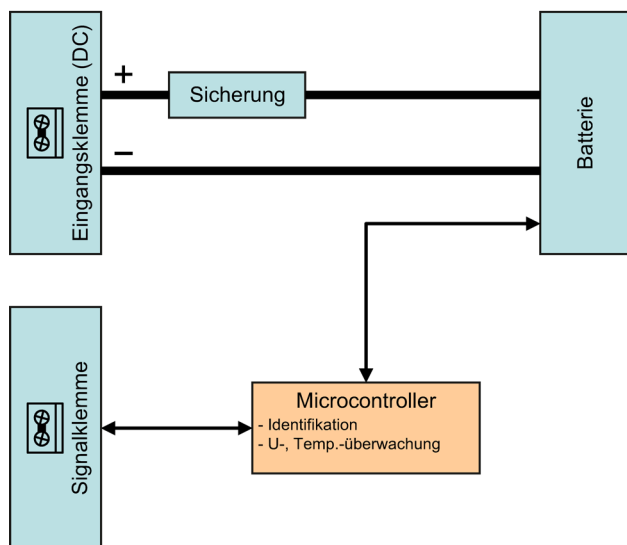 Eingangsklemme (DC)
+
Sicherung
−
Batterie
Signalklemme
Microcontroller
- Identifikation
- U-, Temp.-überwachung